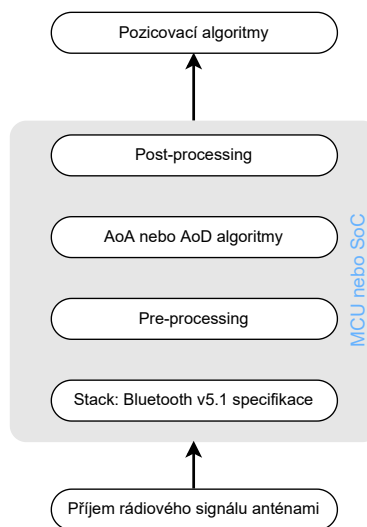 Pozicovací algoritmy
Post-processing
AoA nebo AoD algoritmy
MCU nebo SoC
Pre-processing
Stack: Bluetooth v5.1 specifikace
Příjem rádiového signálu anténami